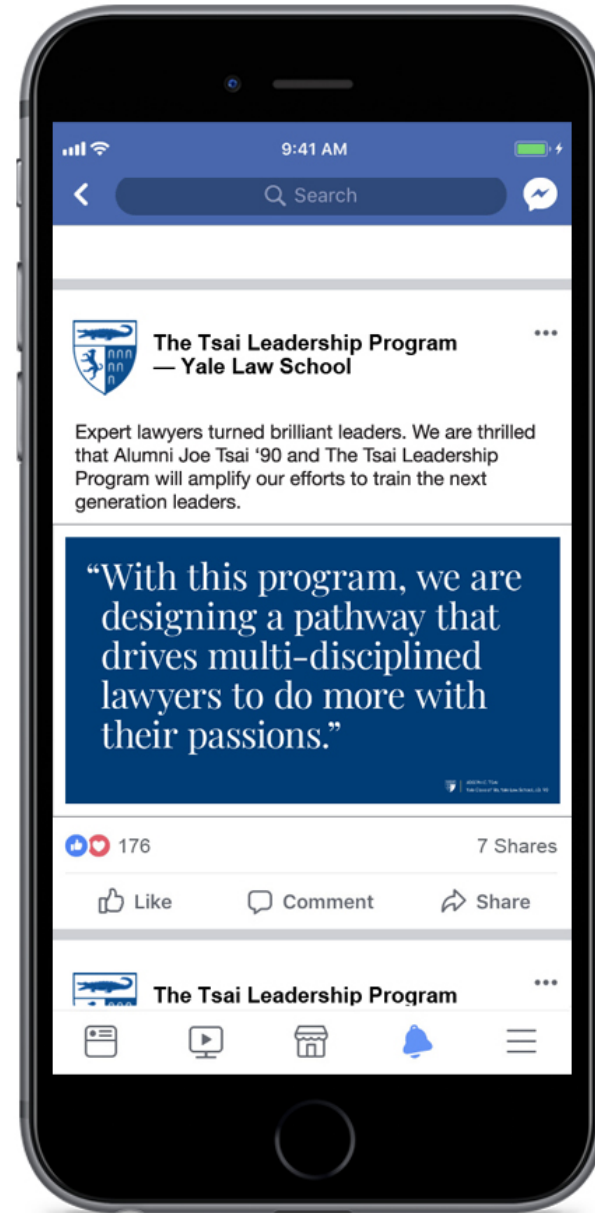 9:41 AM
Search
The Tsai Leadership Program
— Yale Law School
Expert lawyers turned brilliant leaders. We are thrilled
that Alumni Joe Tsai ‘90 and The Tsai Leadership
Program will amplify our efforts to train the next
generation leaders.
“With this program, we are
designing a pathway that
drives multi-disciplined
lawyers to do more with
their passions.”
176
7 Shares
Like
Comment
Share
The Tsai Leadership Program